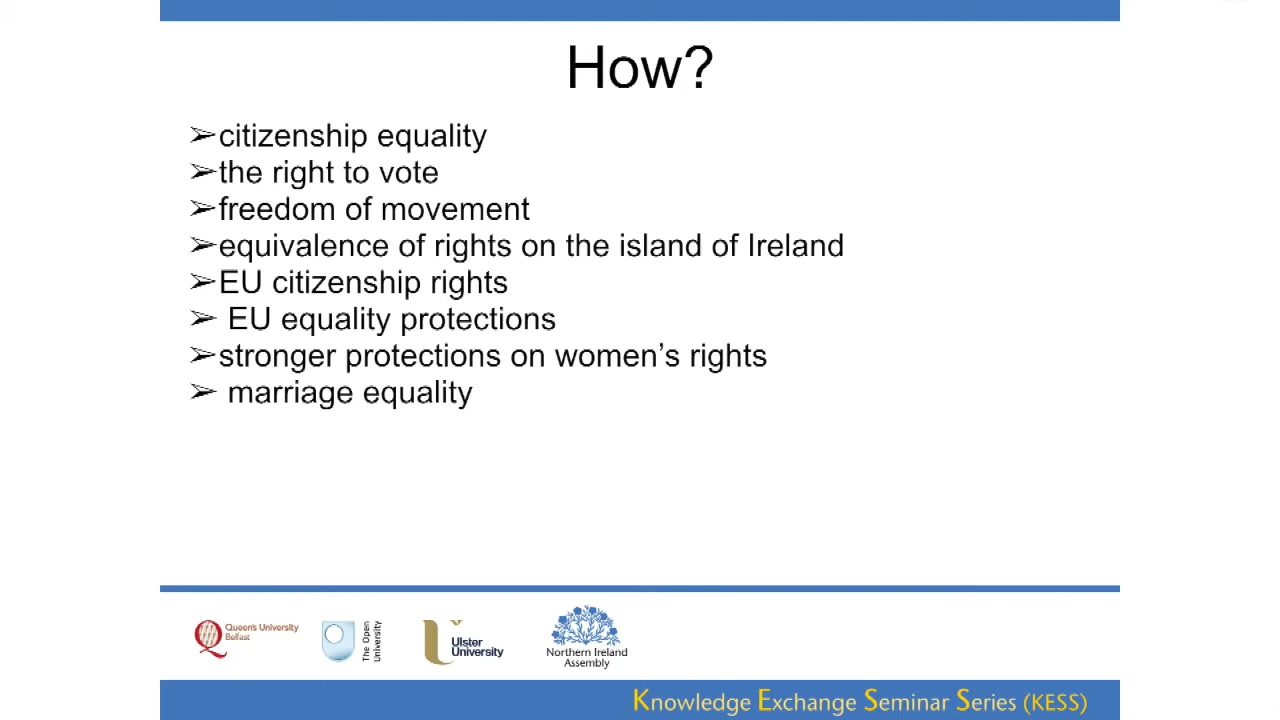 How?
➢citizenship equality
➢the right to vote
➢freedom of movement
➢equivalence of rights on the island of Ireland
➢EU citizenship rights
➢ EU equality protections
➢stronger protections on women’s rights
➢ marriage equality
Queen's University
Belfast
The Open
University
Ulster
University
Northern Ireland
Assembly
Knowledge Exchange Seminar Series (KESS)